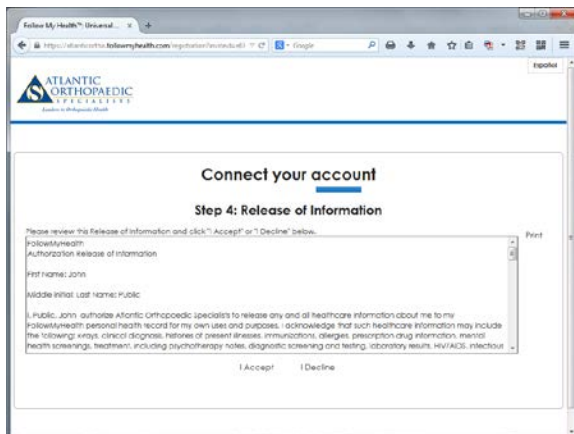 Follow My Health™: Universal...
https://atlanticortho.followmyhealth.com/registration/
Google
Español
ATLANTIC
ORTHOPAEDIC
SPECIALISTS
Leaders in Orthopaedic Health
Connect your account
Step 4: Release of Information
Please review this Release of Information and click "I Accept" or "I Decline" below.
Print
FollowMyHealth
Authorization Release of Information
First Name: John
Middle Initial: Last Name: Public
I, Public, John authorize Atlantic Orthopaedic Specialists to release any and all healthcare information about me to my
FollowMyHealth personal health record for my own uses and purposes. I acknowledge that such healthcare information may include
the following: x-rays, clinical diagnosis, histories of present illnesses, immunizations, allergies, prescription drug information, mental
health screenings, treatment, including psychotherapy notes, diagnostic screening and testing, laboratory results, HIV/AIDS, infectious
I Accept I Decline